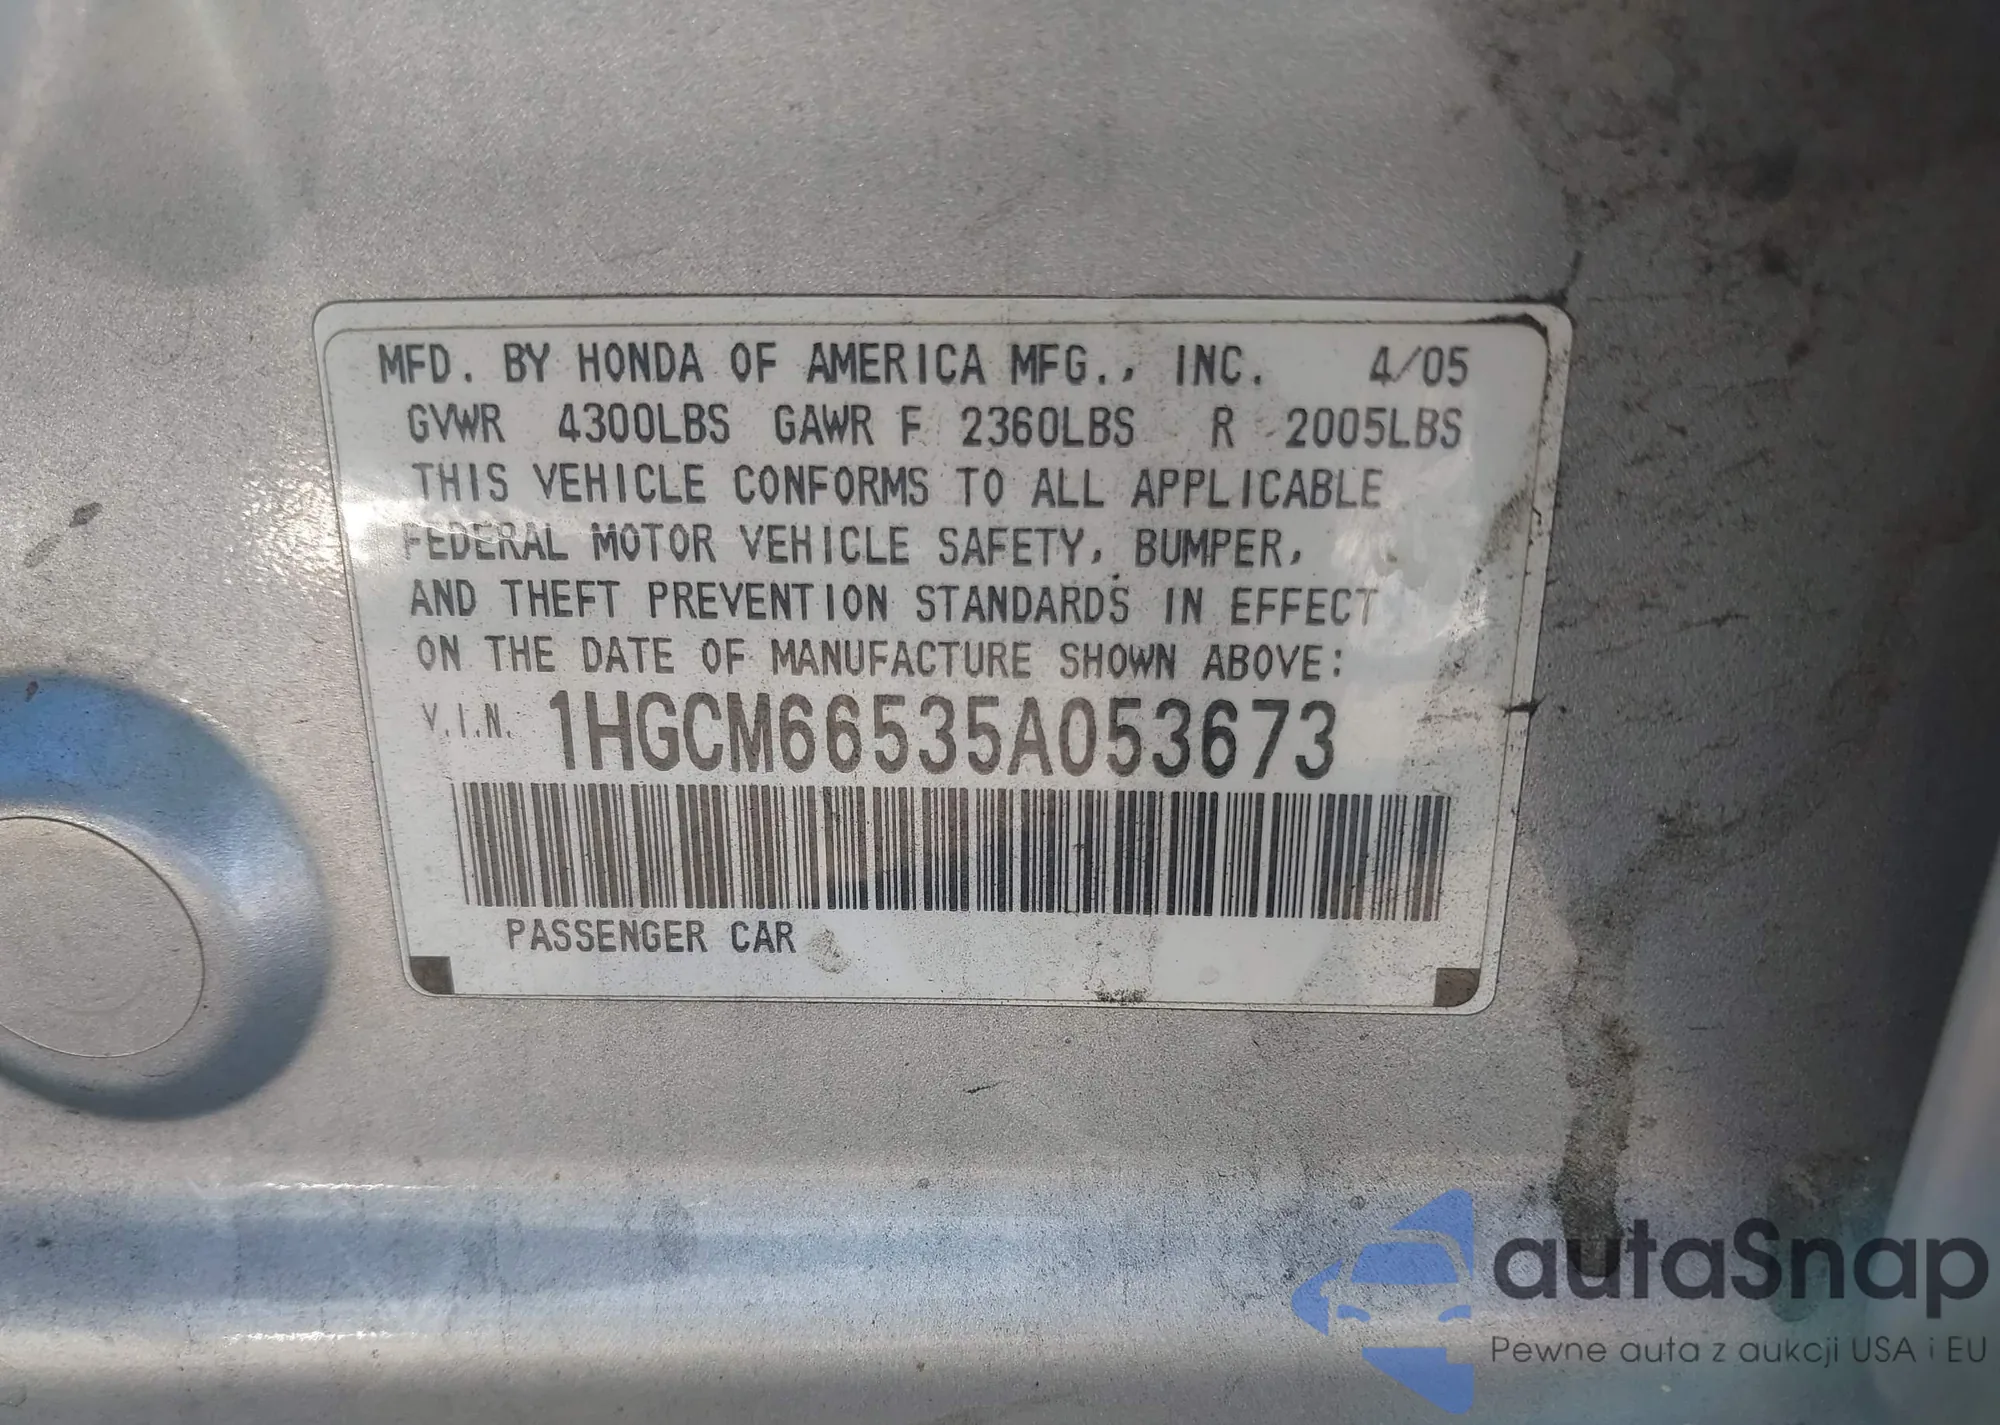 MFD. BY HONDA OF AMERICA MFG., INC. 4/05
GVWR 4300LBS GAWR F 2360LBS R 2005LBS
THIS VEHICLE CONFORMS TO ALL APPLICABLE
FEDERAL MOTOR VEHICLE SAFETY, BUMPER,
AND THEFT PREVENTION STANDARDS IN EFFECT
ON THE DATE OF MANUFACTURE SHOWN ABOVE:
V.I.N. 1HGCM66535A053673
PASSENGER CAR
autaSnap
Pewne auta z aukcji USA i EU